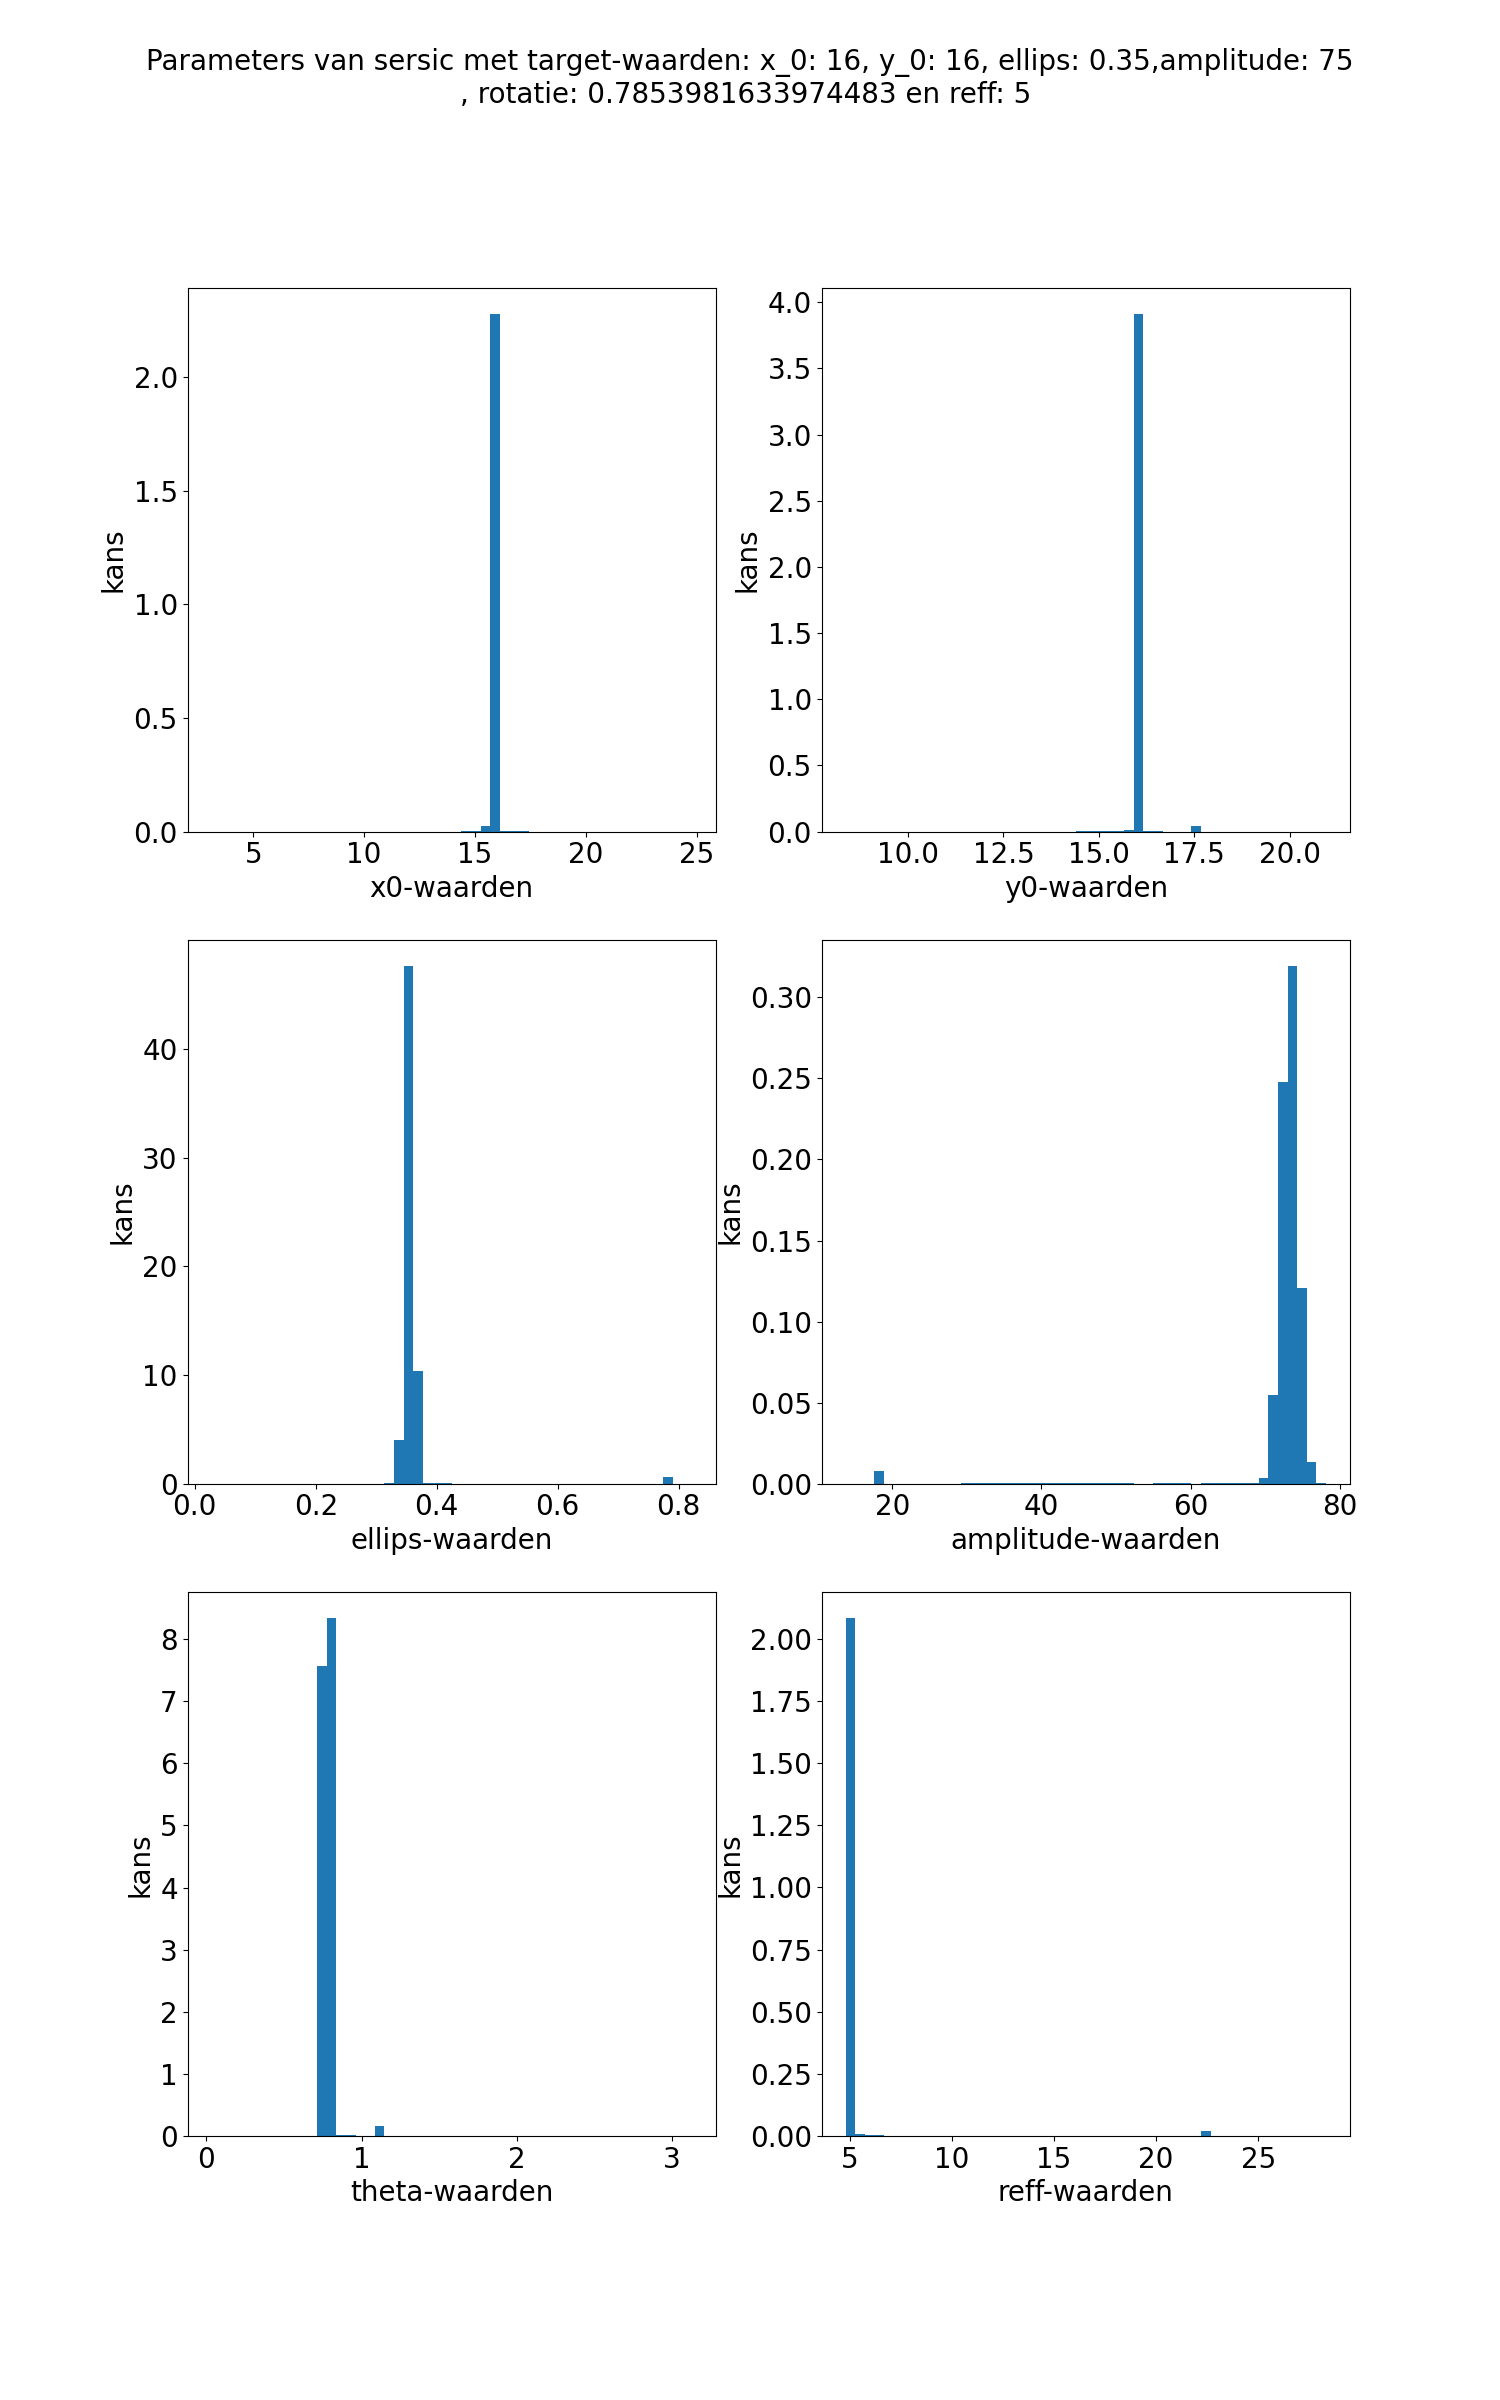 Parameters van sersic met target-waarden: x_0: 16, y_0: 16, ellips: 0.35,amplitude: 75
, rotatie: 0.7853981633974483 en reff: 5
2.0
1.5
1.0
0.5
0.0
kans
5 10 15 20 25
x0-waarden
4.0
3.5
3.0
2.5
2.0
1.5
1.0
0.5
0.0
kans
10.0 12.5 15.0 17.5 20.0
y0-waarden
40
30
20
10
0
kans
0.0 0.2 0.4 0.6 0.8
ellips-waarden
0.30
0.25
0.20
0.15
0.10
0.05
0.00
kans
20 40 60 80
amplitude-waarden
8
7
6
5
4
3
2
1
0
kans
0 1 2 3
theta-waarden
2.00
1.75
1.50
1.25
1.00
0.75
0.50
0.25
0.00
kans
5 10 15 20 25
reff-waarden